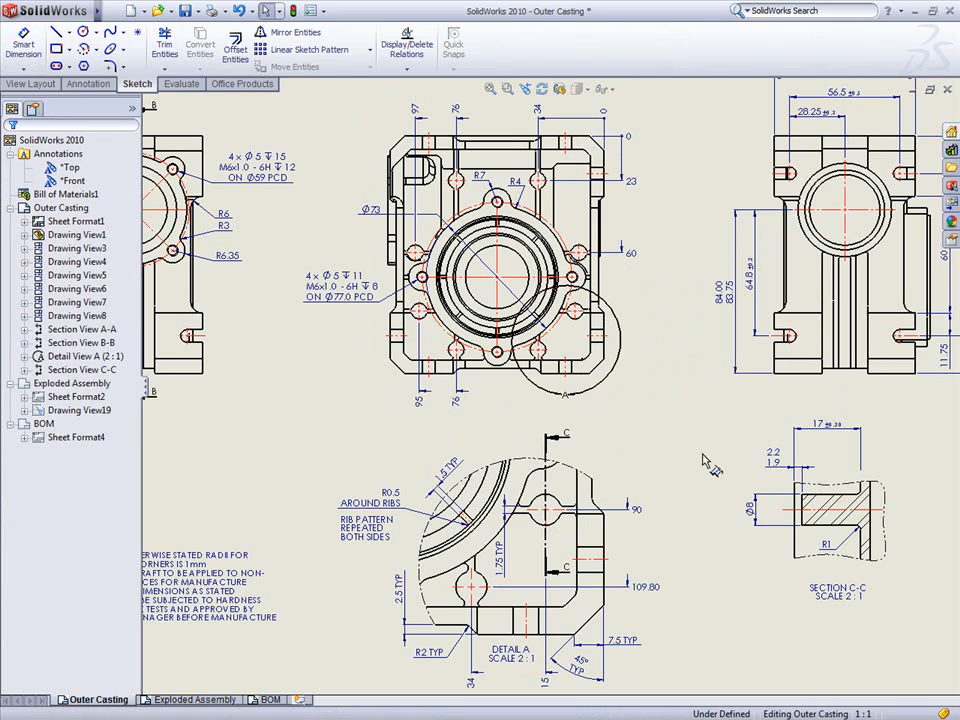 SolidWorks
SolidWorks 2010 - Outer Casting *
SolidWorks Search
Smart Dimension
Trim Entities
Convert Entities
Offset Entities
Mirror Entities
Linear Sketch Pattern
Move Entities
Display/Delete Relations
Quick Snaps
View Layout
Annotation
Sketch
Evaluate
Office Products
SolidWorks 2010
Annotations
*Top
*Front
Bill of Materials1
Outer Casting
Sheet Format1
Drawing View1
Drawing View3
Drawing View4
Drawing View5
Drawing View6
Drawing View7
Drawing View8
Section View A-A
Section View B-B
Detail View A (2 : 1)
Section View C-C
Exploded Assembly
Sheet Format2
Drawing View19
BOM
Sheet Format4
B
4 x Ø 5 ↧ 15
M6x1.0 - 6H ↧ 12
ON Ø59 PCD
R6
R3
R6.35
B
97
76
34
0
0
23
60
R7
R4
Ø73
4 x Ø 5 ↧ 11
M6x1.0 - 6H ↧ 8
ON Ø77.0 PCD
95
76
A
56.5
28.25
84.00
83.75
64.8
60
11.75
C
1.5 TYP
R0.5
AROUND RIBS
RIB PATTERN
REPEATED
BOTH SIDES
1.75 TYP
90
C
109.80
2.5 TYP
R2 TYP
DETAIL A
SCALE 2 : 1
7.5 TYP
45°
TYP
34
15
17
2.2
1.9
Ø8
R1
SECTION C-C
SCALE 2 : 1
ERWISE STATED RADII FOR
ORNERS IS 1mm
RAFT TO BE APPLIED TO NON-
CES FOR MANUFACTURE
IMENSIONS AS STATED
BE SUBJECTED TO HARDNESS
TESTS AND APPROVED BY
NAGER BEFORE MANUFACTURE
Outer Casting
Exploded Assembly
BOM
Under Defined
Editing Outer Casting
1 : 1